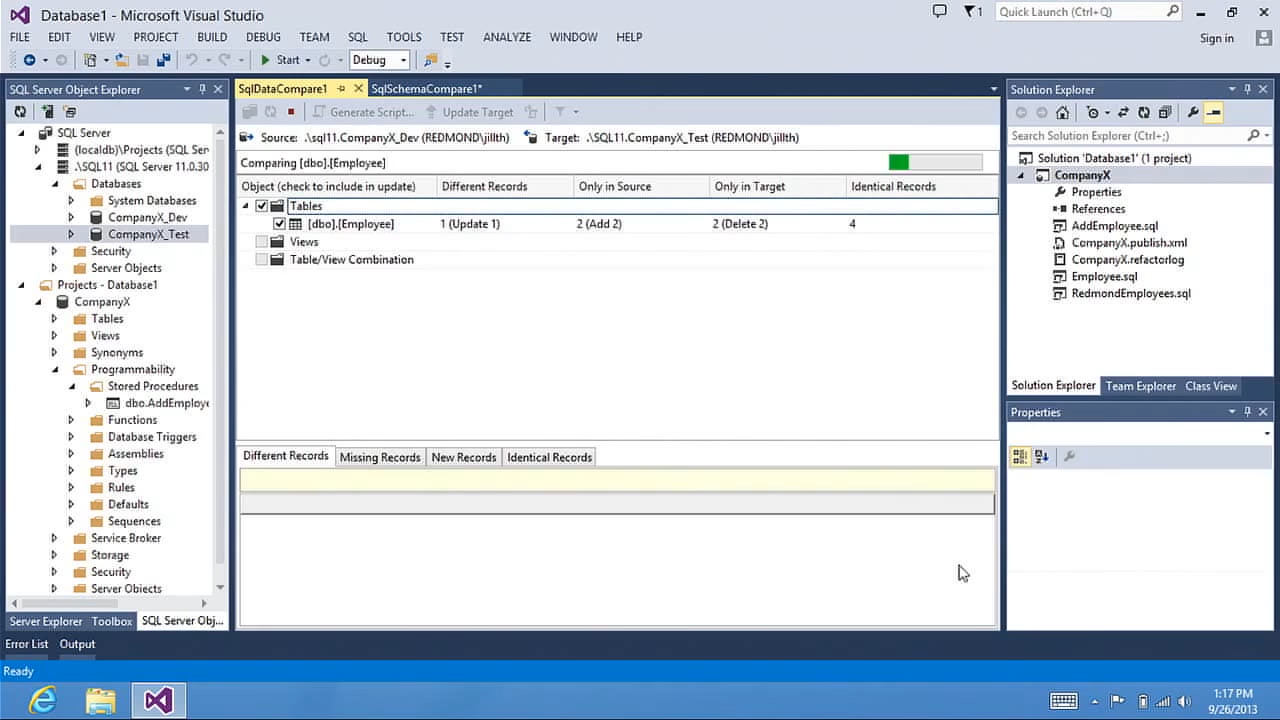 Database1 - Microsoft Visual Studio
1
Quick Launch (Ctrl+Q)
FILE EDIT VIEW PROJECT BUILD DEBUG TEAM SQL TOOLS TEST ANALYZE WINDOW HELP
Sign in
Start
Debug
SQL Server Object Explorer
SQL Server
(localdb)\Projects (SQL Ser
.\SQL11 (SQL Server 11.0.30
Databases
System Databases
CompanyX_Dev
CompanyX_Test
Security
Server Objects
Projects - Database1
CompanyX
Tables
Views
Synonyms
Programmability
Stored Procedures
dbo.AddEmploye
Functions
Database Triggers
Assemblies
Types
Rules
Defaults
Sequences
Service Broker
Storage
Security
Server Objects
Server Explorer Toolbox SQL Server Obj...
SqlDataCompare1 SqlSchemaCompare1*
Generate Script... Update Target
Source: .\sql11.CompanyX_Dev (REDMOND\jillth) Target: .\SQL11.CompanyX_Test (REDMOND\jillth)
Comparing [dbo].[Employee]
Object (check to include in update) Different Records Only in Source Only in Target Identical Records
Tables
[dbo].[Employee] 1 (Update 1) 2 (Add 2) 2 (Delete 2) 4
Views
Table/View Combination
Different Records Missing Records New Records Identical Records
Solution Explorer
Search Solution Explorer (Ctrl+;)
Solution 'Database1' (1 project)
CompanyX
Properties
References
AddEmployee.sql
CompanyX.publish.xml
CompanyX.refactorlog
Employee.sql
RedmondEmployees.sql
Solution Explorer Team Explorer Class View
Properties
Error List Output
Ready
1:17 PM
9/26/2013